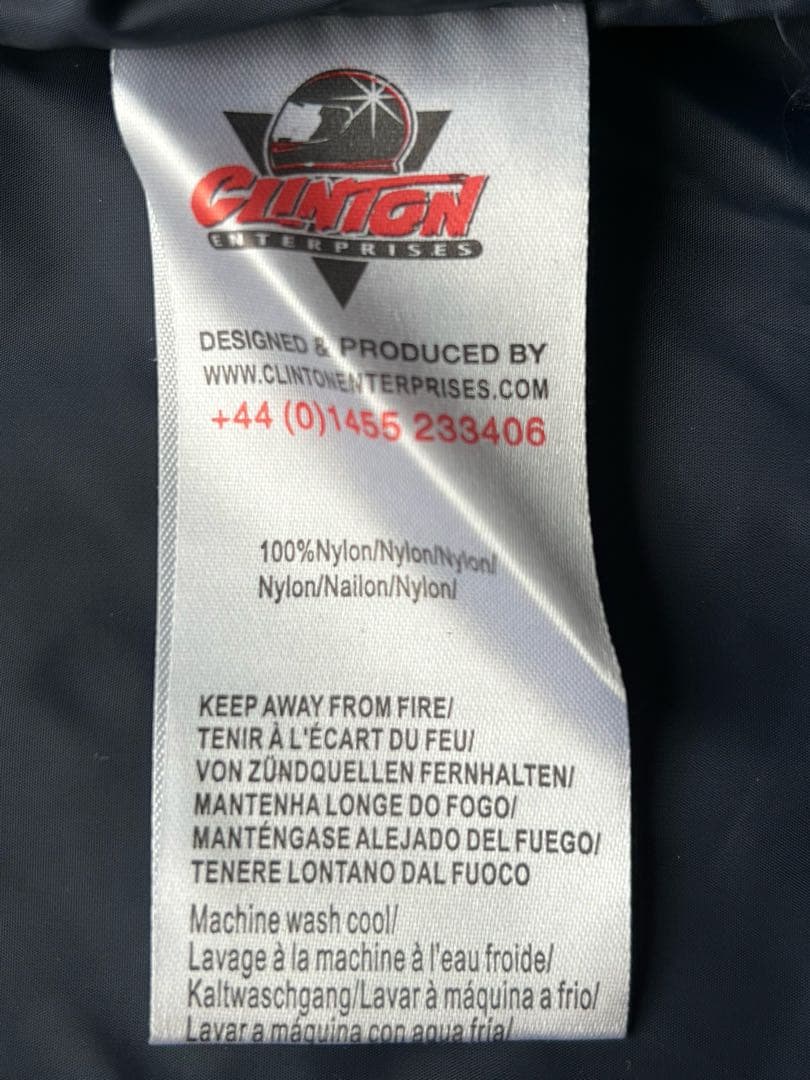 CLINTON
ENTERPRISES
DESIGNED & PRODUCED BY
WWW.CLINTONENTERPRISES.COM
+44 (0)1455 233406
100%Nylon/Nylon/Nylon/
Nylon/Nailon/Nylon/
KEEP AWAY FROM FIRE/
TENIR À L'ÉCART DU FEU/
VON ZÜNDQUELLEN FERNHALTEN/
MANTENHA LONGE DO FOGO/
MANTÉNGASE ALEJADO DEL FUEGO/
TENERE LONTANO DAL FUOCO
Machine wash cool/
Lavage à la machine à l'eau froide/
Kaltwaschgang/Lavar à máquina a frio/
Lavar a máquina con agua fría/